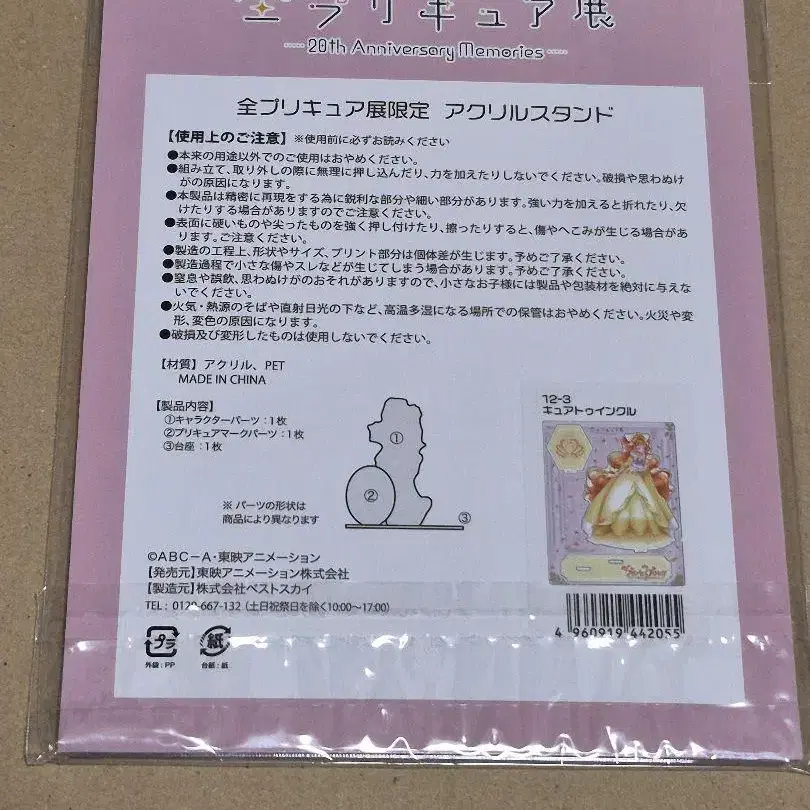 全プリキュア展
20th Anniversary Memories
全プリキュア展限定 アクリルスタンド
【使用上のご注意】※使用前に必ずお読みください
●本来の用途以外でのご使用はおやめください。
●組み立て、取り外しの際に無理に押し込んだり、力を加えたりしないでください。破損や思わぬけ
がの原因になります。
●本製品は精密に再現をする為に鋭利な部分や細い部分があります。強い力を加えると折れたり、欠
けたりする場合がありますのでご注意ください。
●表面に硬いものや尖ったものを強く押し付けたり、擦ったりすると、傷やへこみが生じる場合があ
ります。ご注意ください。
●製造の工程上、形状やサイズ、プリント部分は個体差が生じます。予めご了承ください。
●製造過程で小さな傷やスレなどが生じてしまう場合があります。予めご了承ください。
●窒息や誤飲、思わぬけがのおそれがありますので、小さなお子様には製品や包装材を絶対に与えな
いでください。
●火気・熱源のそばや直射日光の下など、高温多湿になる場所での保管はおやめください。火災や変
形、変色の原因になります。
●破損及び変形したものは使用しないでください。
【材質】アクリル、PET
MADE IN CHINA
【製品内容】
①キャラクターパーツ：1枚
②プリキュアマークパーツ：1枚
③台座：1枚
①
②
③
※ パーツの形状は
商品により異なります
12-3
キュアトゥインクル
©ABC－A・東映アニメーション
【発売元】東映アニメーション株式会社
【製造元】株式会社ベストスカイ
TEL : 0120-667-132 (土日祝祭日を除く10:00〜17:00)
4 960919 442055
プラ
外袋：PP
紙
台紙：紙